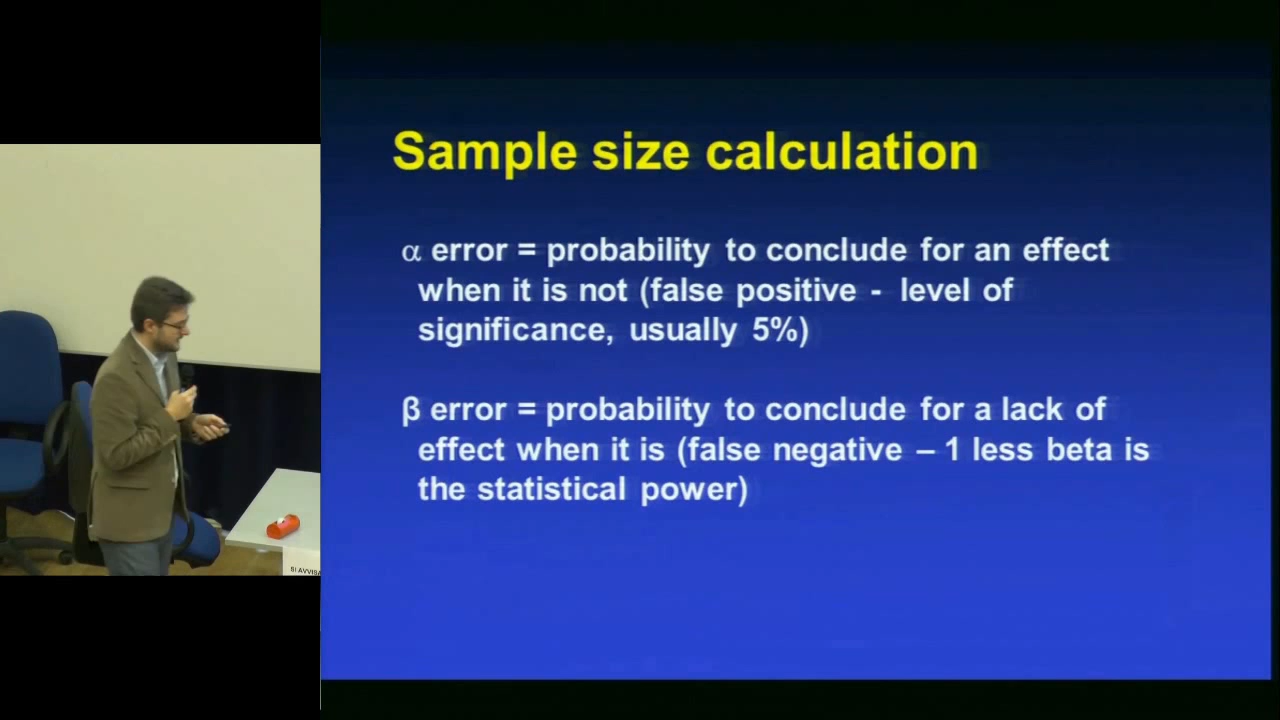 Sample size calculation
α error = probability to conclude for an effect
when it is not (false positive - level of
significance, usually 5%)
β error = probability to conclude for a lack of
effect when it is (false negative – 1 less beta is
the statistical power)
SI AVVISA